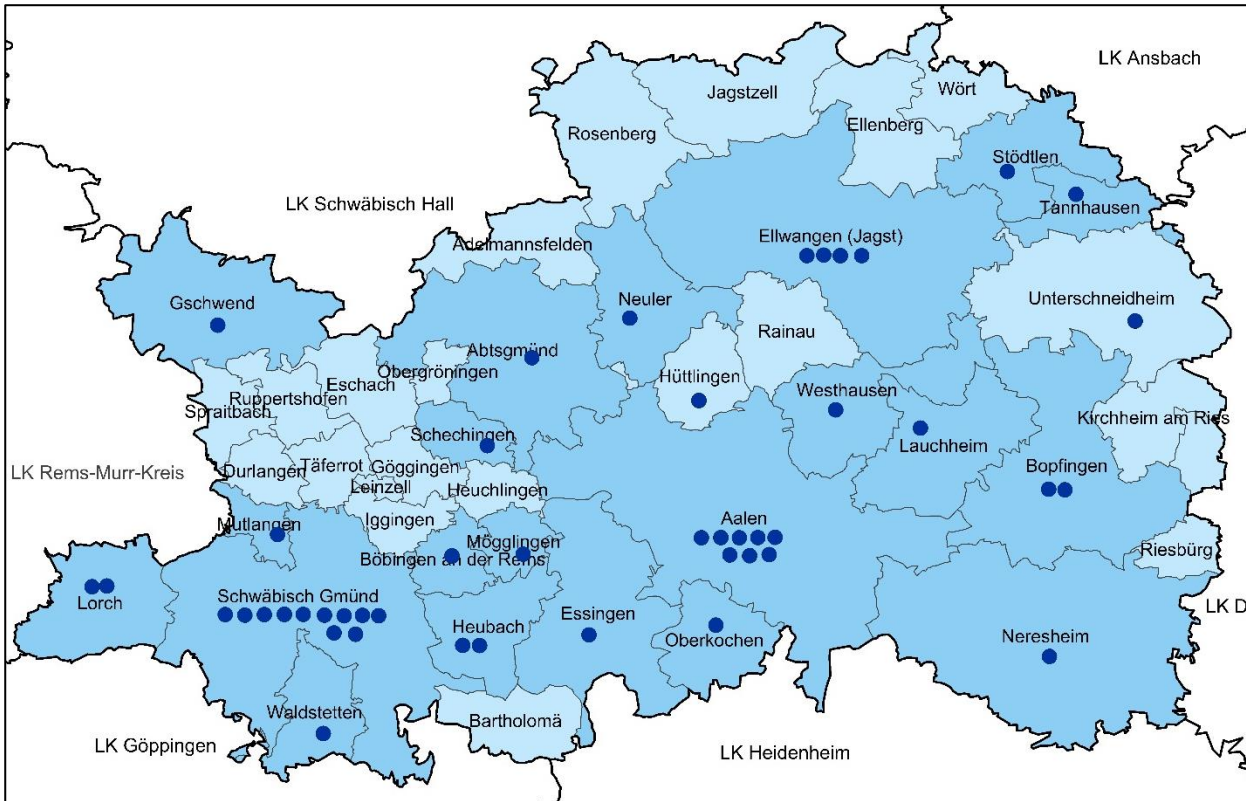 LK Ansbach
Jagstzell
Wört
Ellenberg
Rosenberg
Stödtlen
LK Schwäbisch Hall
Tannhausen
Adelmannsfelden
Ellwangen (Jagst)
Gschwend
Neuler
Unterschneidheim
Rainau
Abtsgmünd
Obergröningen
Eschach
Hüttlingen
Westhausen
Ruppertshofen
Spraitbach
Kirchheim am Ries
Schechingen
Lauchheim
LK Rems-Murr-Kreis
Durlangen
Täferrot
Göggingen
Bopfingen
Leinzell
Heuchlingen
Iggingen
Aalen
Mutlangen
Mögglingen
Böbingen an der Rems
Riesbürg
Lorch
Schwäbisch Gmünd
LK D
Essingen
Heubach
Oberkochen
Neresheim
Waldstetten
Bartholomä
LK Göppingen
LK Heidenheim